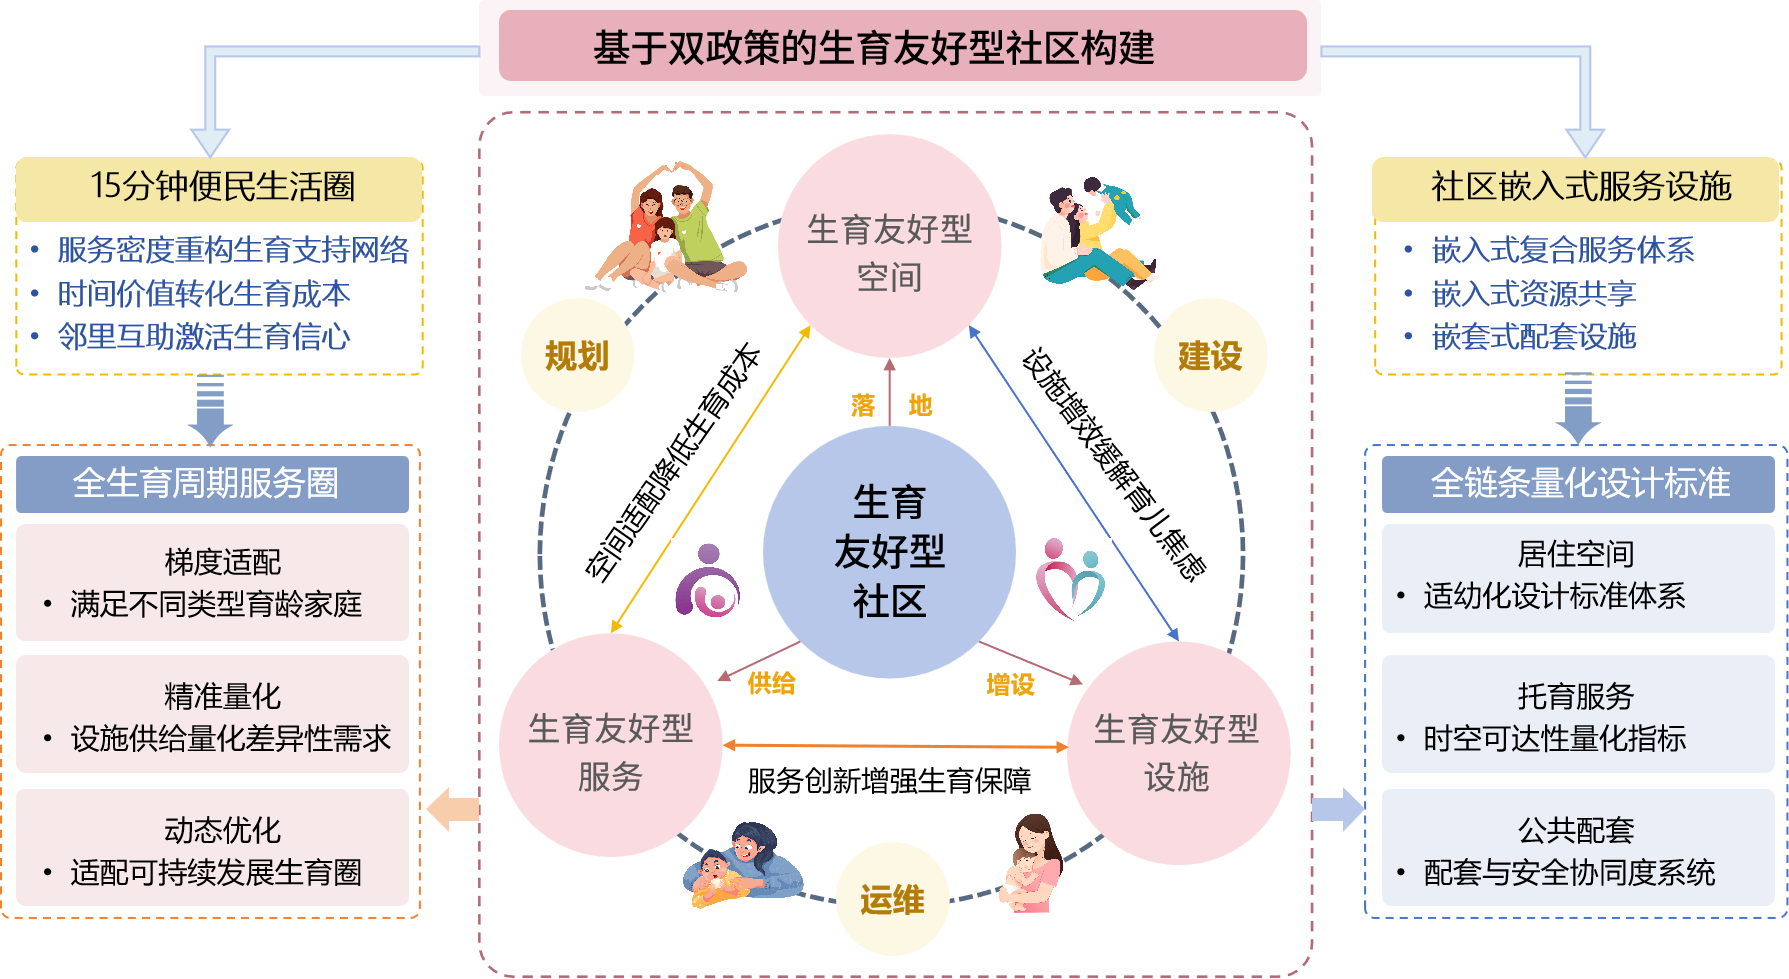 基于双政策的生育友好型社区构建
15分钟便民生活圈
• 服务密度重构生育支持网络
• 时间价值转化生育成本
• 邻里互助激活生育信心
全生育周期服务圈
梯度适配
• 满足不同类型育龄家庭
精准量化
• 设施供给量化差异性需求
动态优化
• 适配可持续发展生育圈
生育友好型
空间
规划
建设
空间适配降低生育成本
设施增效缓解育儿焦虑
落 地
生育
友好型
社区
供给
增设
生育友好型
服务
生育友好型
设施
服务创新增强生育保障
运维
社区嵌入式服务设施
• 嵌入式复合服务体系
• 嵌入式资源共享
• 嵌套式配套设施
全链条量化设计标准
居住空间
• 适幼化设计标准体系
托育服务
• 时空可达性量化指标
公共配套
• 配套与安全协同度系统